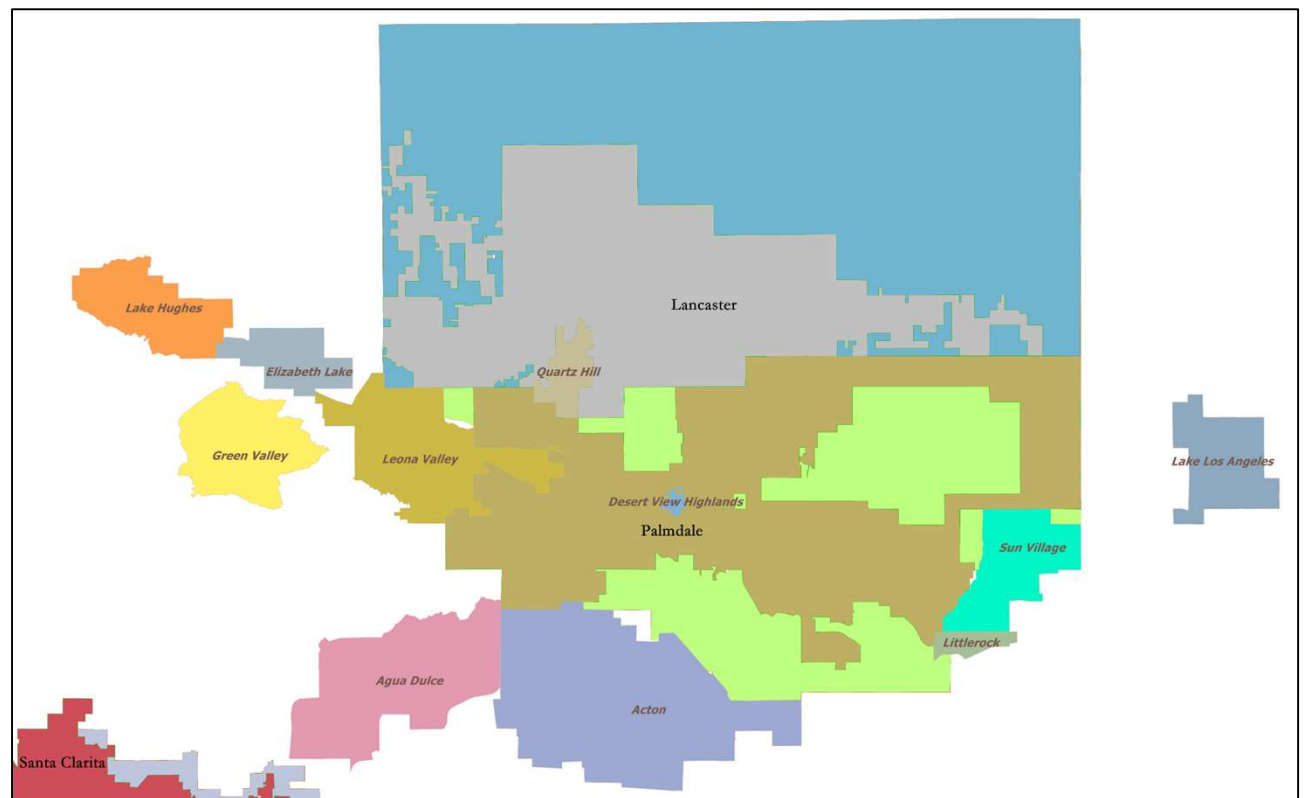 Lancaster
Lake Hughes
Elizabeth Lake
Quartz Hill
Green Valley
Leona Valley
Lake Los Angeles
Desert View Highlands
Palmdale
Sun Village
Littlerock
Agua Dulce
Acton
Santa Clarita